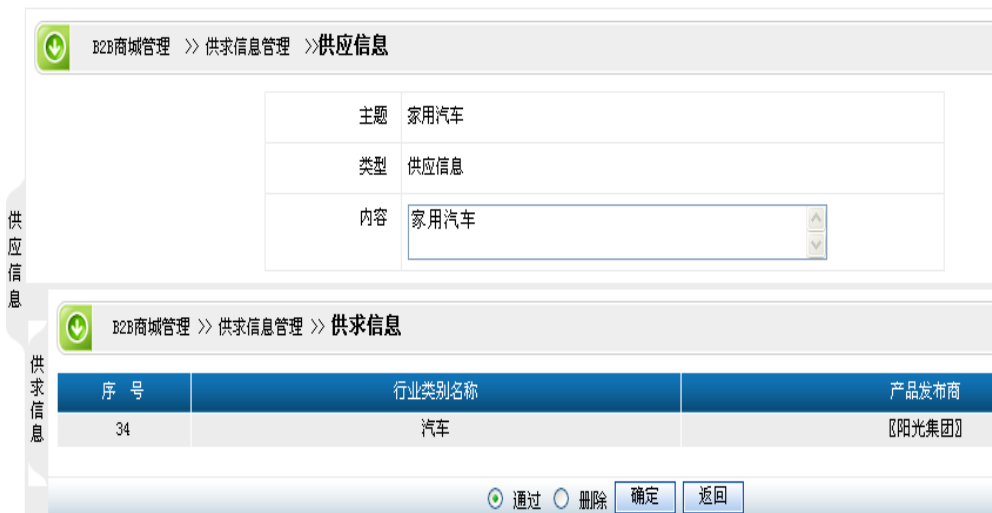 B2B商城管理 >> 供求信息管理 >>供应信息
主题 家用汽车
类型 供应信息
内容 家用汽车
供应信息
B2B商城管理 >> 供求信息管理 >> 供求信息
供求信息
序 号 行业类别名称 产品发布商
34 汽车 〖阳光集团〗
通过 删除 确定 返回